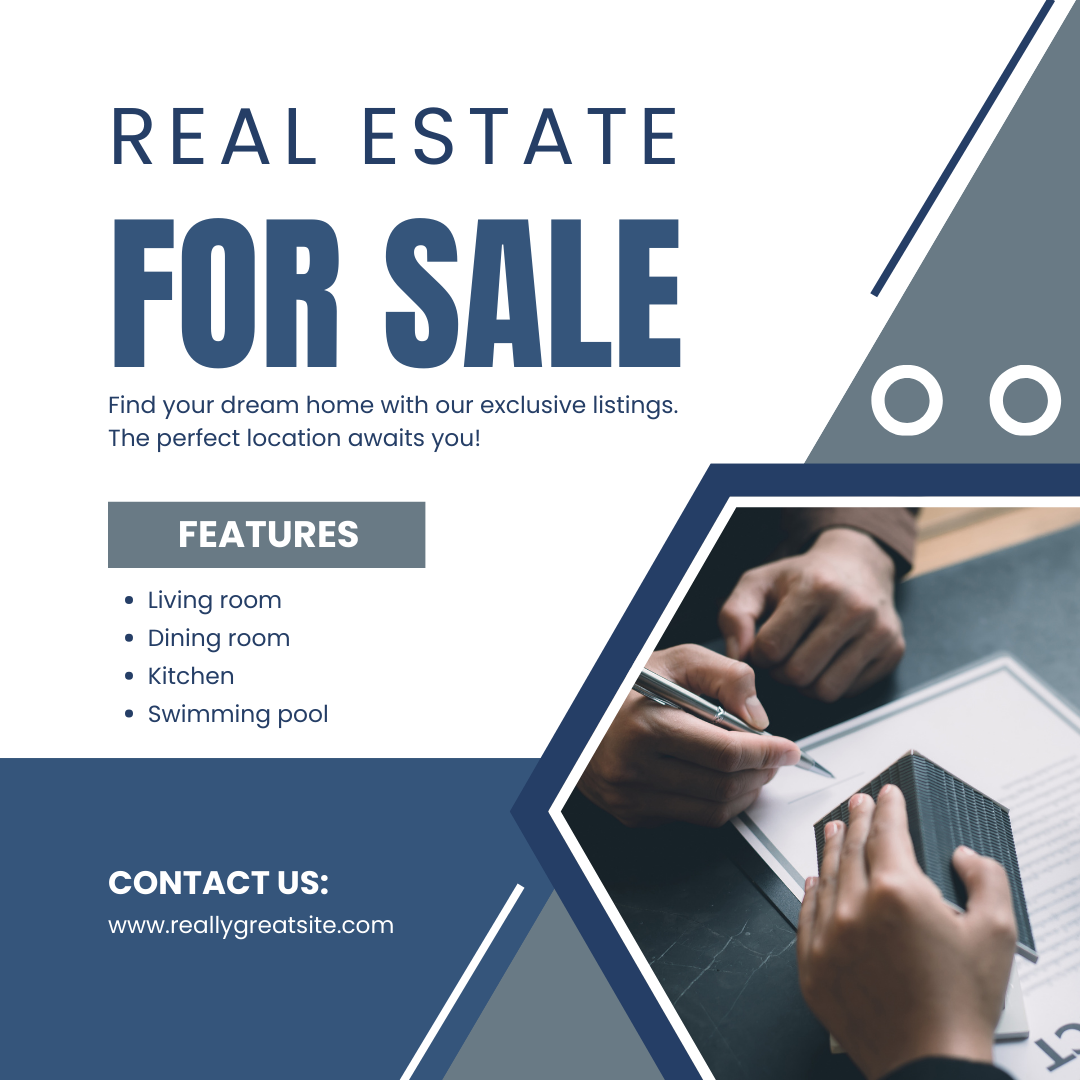 REAL ESTATE
FOR SALE
Find your dream home with our exclusive listings.
The perfect location awaits you!
FEATURES
• Living room
• Dining room
• Kitchen
• Swimming pool
CONTACT US:
www.reallygreatsite.com